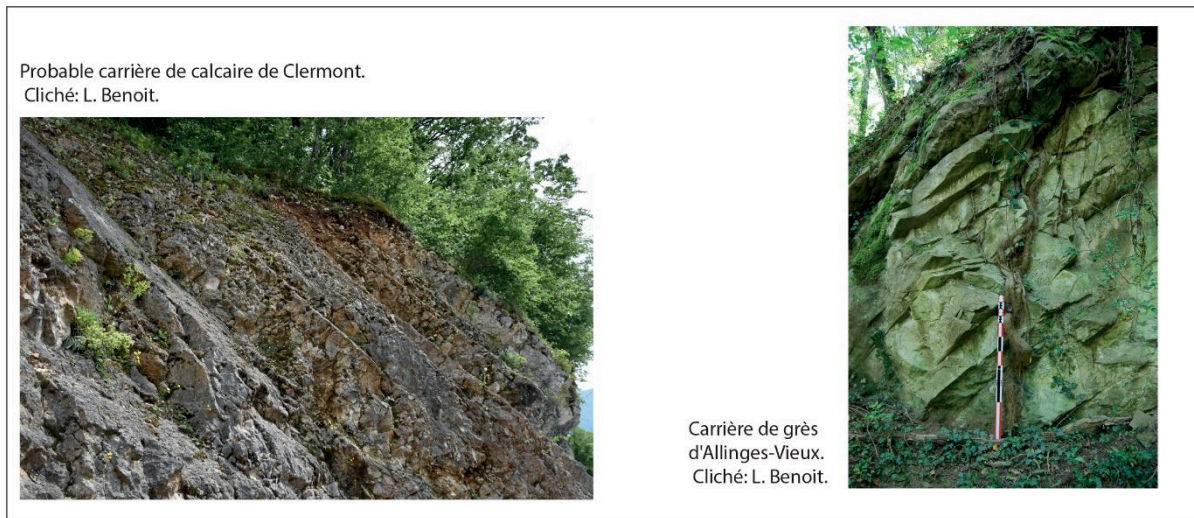 Probable carrière de calcaire de Clermont.
Cliché: L. Benoit.
Carrière de grès
d'Allinges-Vieux.
Cliché: L. Benoit.